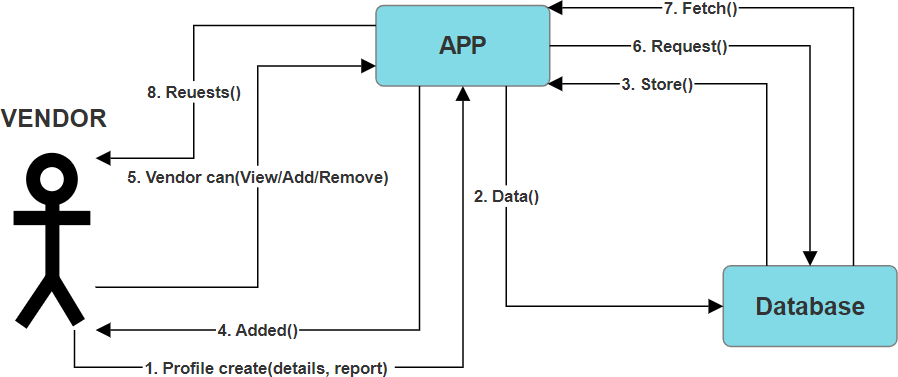 7. Fetch()
APP
6. Request()
3. Store()
8. Reuests()
VENDOR
5. Vendor can(View/Add/Remove)
2. Data()
Database
4. Added()
1. Profile create(details, report)